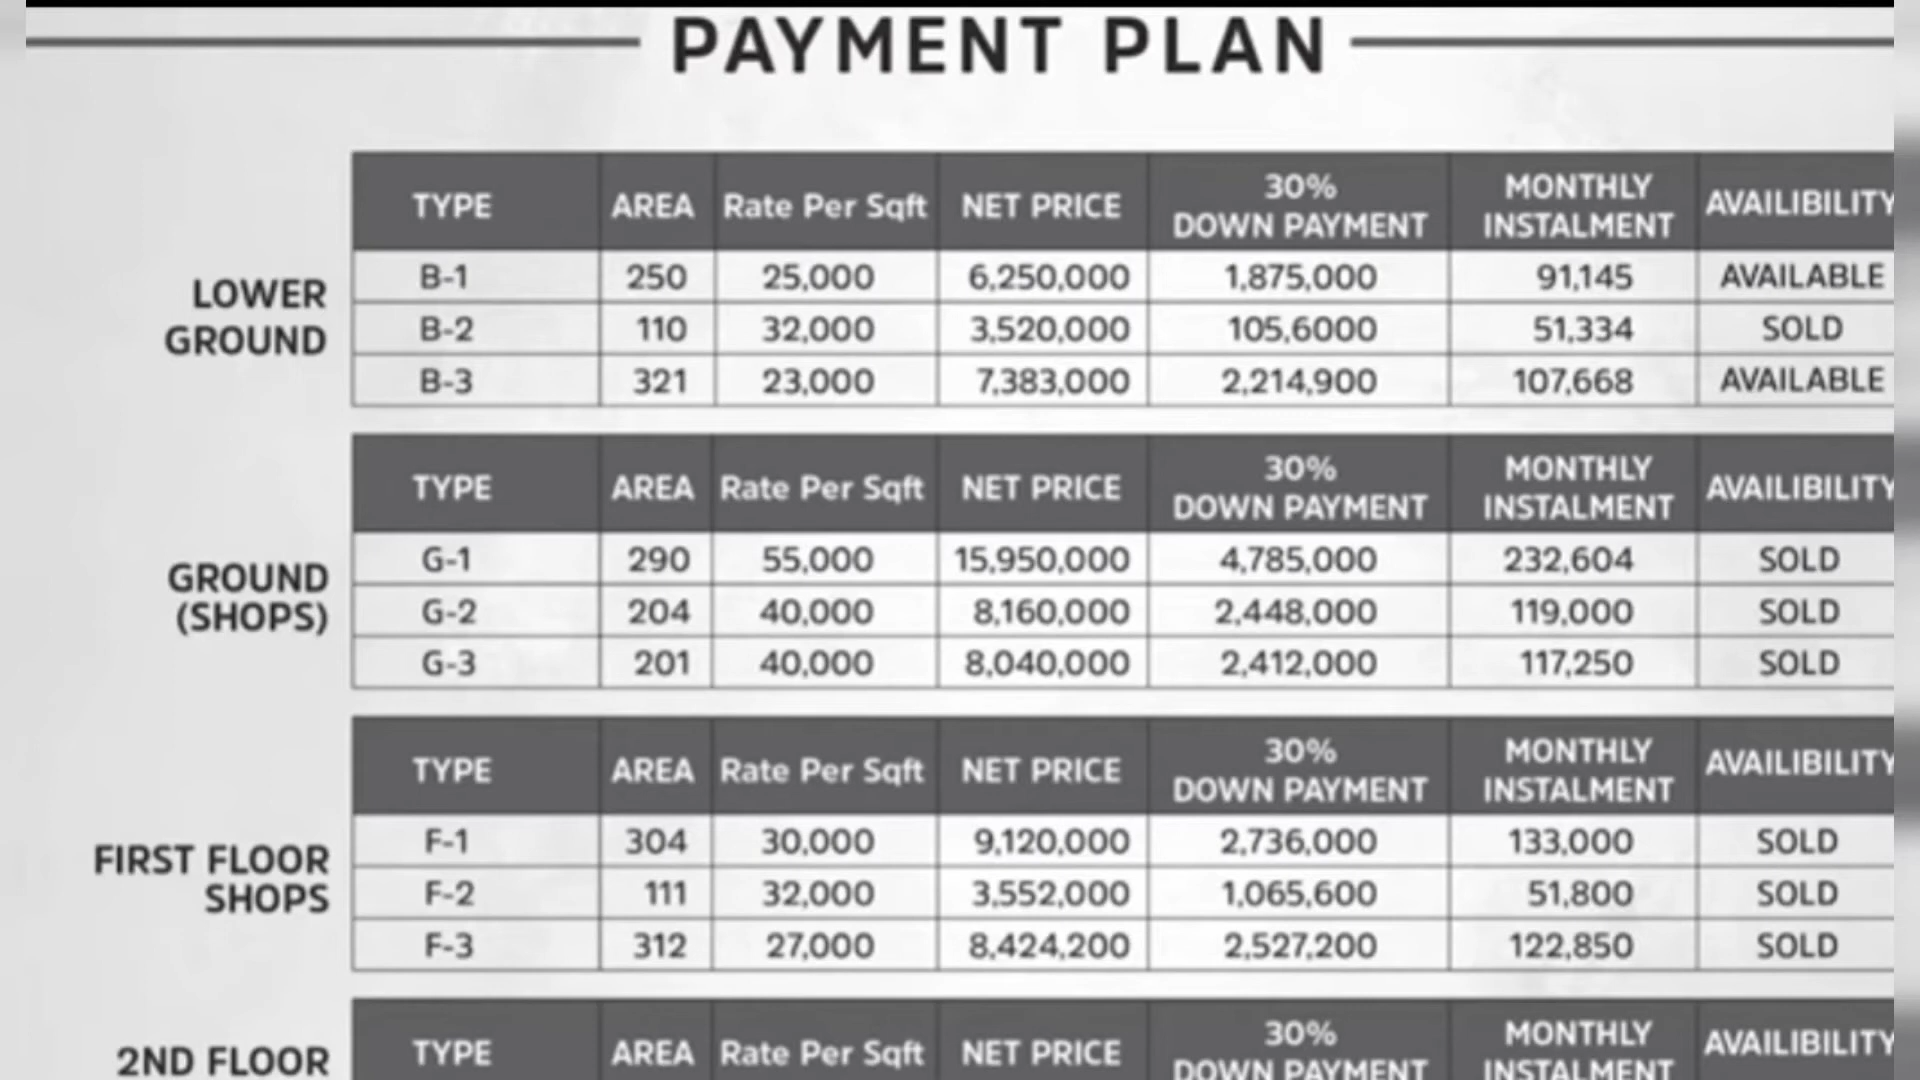 PAYMENT PLAN
TYPE AREA Rate Per Sqft NET PRICE 30% DOWN PAYMENT MONTHLY INSTALMENT AVAILIBILITY
LOWER GROUND
B-1 250 25,000 6,250,000 1,875,000 91,145 AVAILABLE
B-2 110 32,000 3,520,000 105,6000 51,334 SOLD
B-3 321 23,000 7,383,000 2,214,900 107,668 AVAILABLE
TYPE AREA Rate Per Sqft NET PRICE 30% DOWN PAYMENT MONTHLY INSTALMENT AVAILIBILITY
GROUND (SHOPS)
G-1 290 55,000 15,950,000 4,785,000 232,604 SOLD
G-2 204 40,000 8,160,000 2,448,000 119,000 SOLD
G-3 201 40,000 8,040,000 2,412,000 117,250 SOLD
TYPE AREA Rate Per Sqft NET PRICE 30% DOWN PAYMENT MONTHLY INSTALMENT AVAILIBILITY
FIRST FLOOR SHOPS
F-1 304 30,000 9,120,000 2,736,000 133,000 SOLD
F-2 111 32,000 3,552,000 1,065,600 51,800 SOLD
F-3 312 27,000 8,424,200 2,527,200 122,850 SOLD
2ND FLOOR
TYPE AREA Rate Per Sqft NET PRICE 30% DOWN PAYMENT MONTHLY INSTALMENT AVAILIBILITY